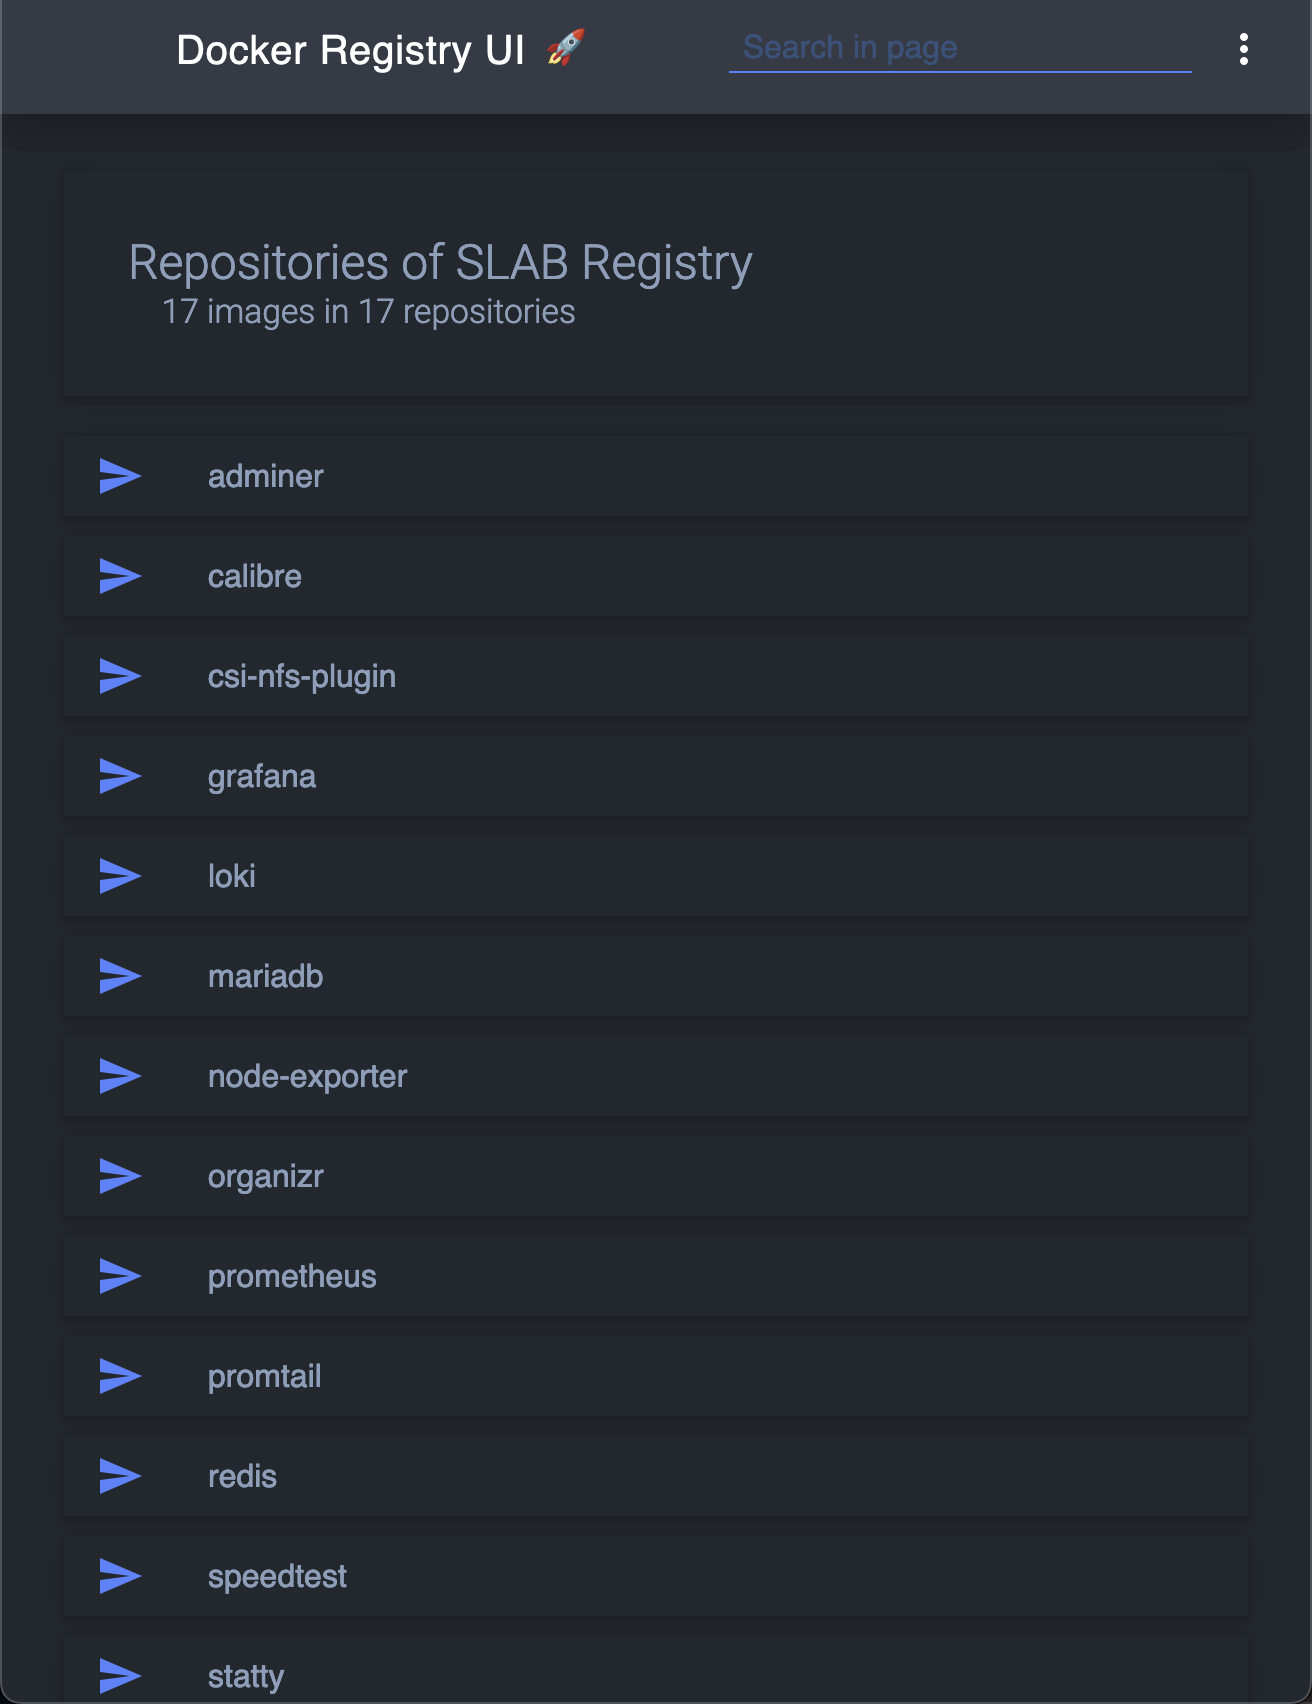 Docker Registry UI 🚀
Search in page
Repositories of SLAB Registry
17 images in 17 repositories
adminer
calibre
csi-nfs-plugin
grafana
loki
mariadb
node-exporter
organizr
prometheus
promtail
redis
speedtest
statty